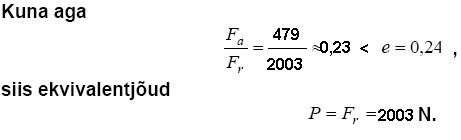 Kuna aga
F_a / F_r = 479 / 2003 ≈0,23 < e = 0,24 ,
siis ekvivalentjõud
P = F_r = 2003 N.